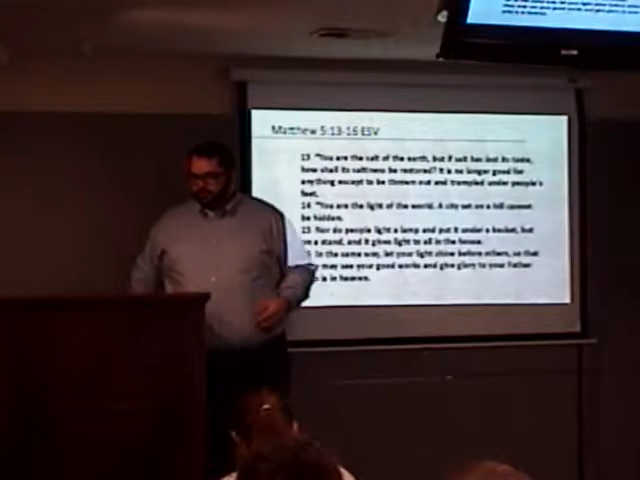 Matthew 5:13-16 ESV
13 "You are the salt of the earth, but if salt has lost its taste,
how shall its saltiness be restored? It is no longer good for
anything except to be thrown out and trampled under people's
feet.
14 "You are the light of the world. A city set on a hill cannot
be hidden.
15 Nor do people light a lamp and put it under a basket, but
a stand, and it gives light to all in the house.
In the same way, let your light shine before others, so that
may see your good works and give glory to your Father
is in heaven.